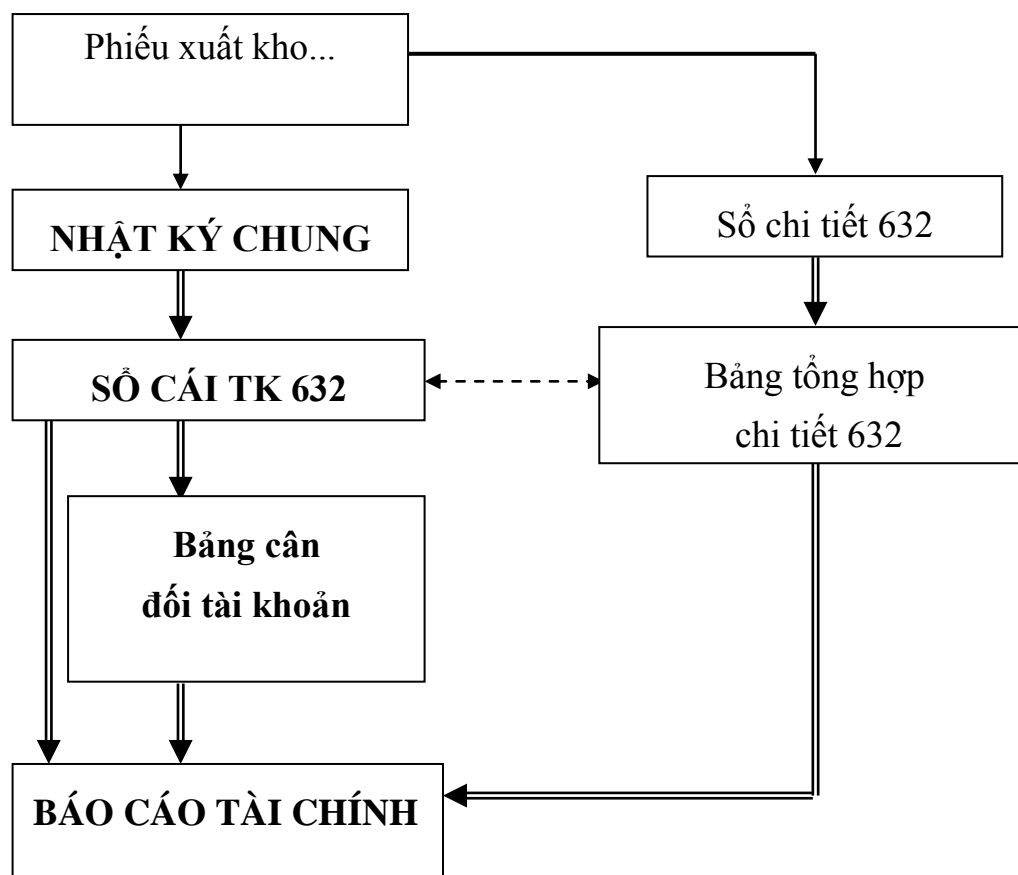 Phiếu xuất kho...
NHẬT KÝ CHUNG
Sổ chi tiết 632
SỔ CÁI TK 632
Bảng tổng hợp
chi tiết 632
Bảng cân
đối tài khoản
BÁO CÁO TÀI CHÍNH